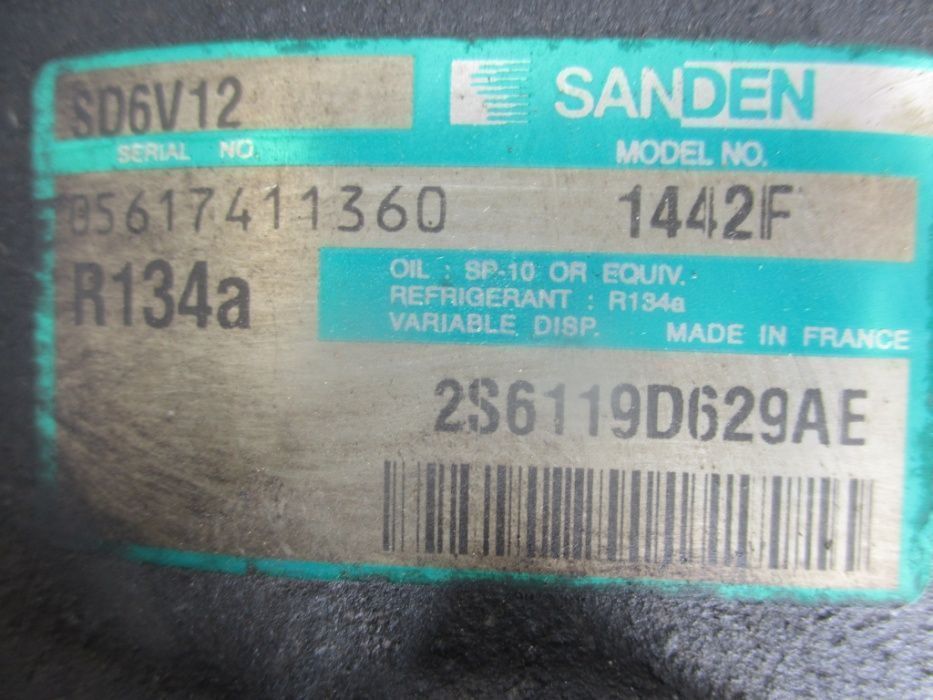 SD6V12
SANDEN
SERIAL NO.
MODEL NO.
05617411360
1442F
R134a
OIL : SP-10 OR EQUIV.
REFRIGERANT : R134a
VARIABLE DISP.
MADE IN FRANCE
2S6119D629AE